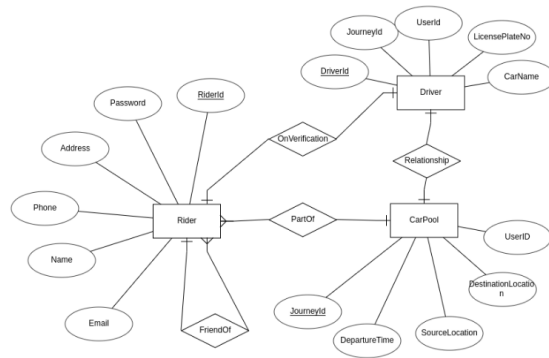 UserId
JourneyId
LicensePlateNo
DriverId
CarName
Driver
RiderId
Password
OnVerification
Address
Relationship
Phone
Rider
PartOf
CarPool
UserID
Name
DestinationLocatio
n
JourneyId
SourceLocation
Email
FriendOf
DepartureTime